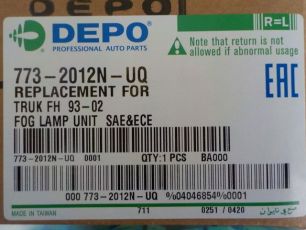 DEPO
PROFESSIONAL AUTO PARTS
R=L
Note that return is not
allowed if abnormal usage
773-2012N-UQ
REPLACEMENT FOR
TRUK FH 93-02
FOG LAMP UNIT SAE&ECE
EAC
773-2012N-UQ 0001 QTY:1 PCS BA000
000 773-2012N-UQ %04046854%0001
MADE IN TAIWAN 711 0251 / 0420